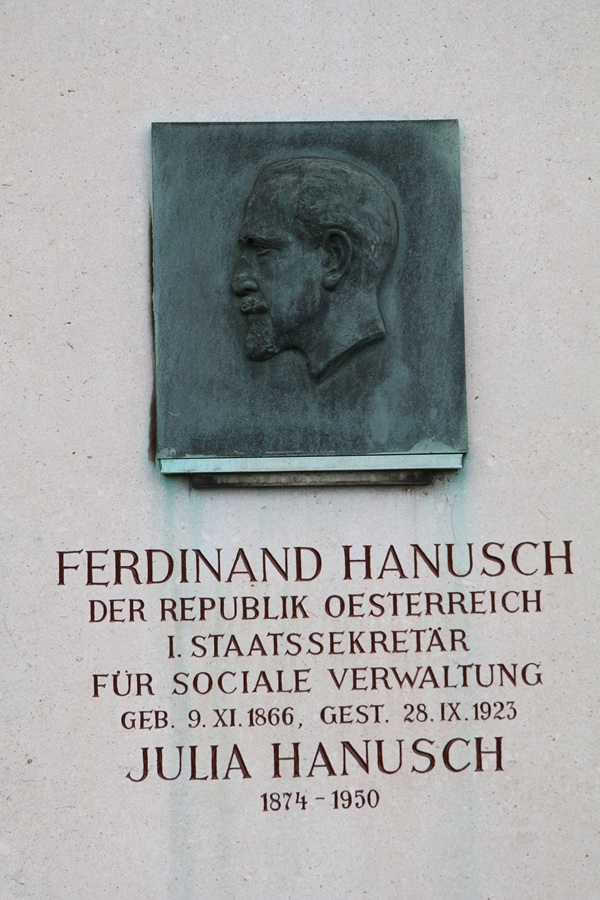 FERDINAND HANUSCH
DER REPUBLIK OESTERREICH
I. STAATSSEKRETÄR
FÜR SOCIALE VERWALTUNG
GEB. 9. XI. 1866, GEST. 28. IX. 1923
JULIA HANUSCH
1874 - 1950